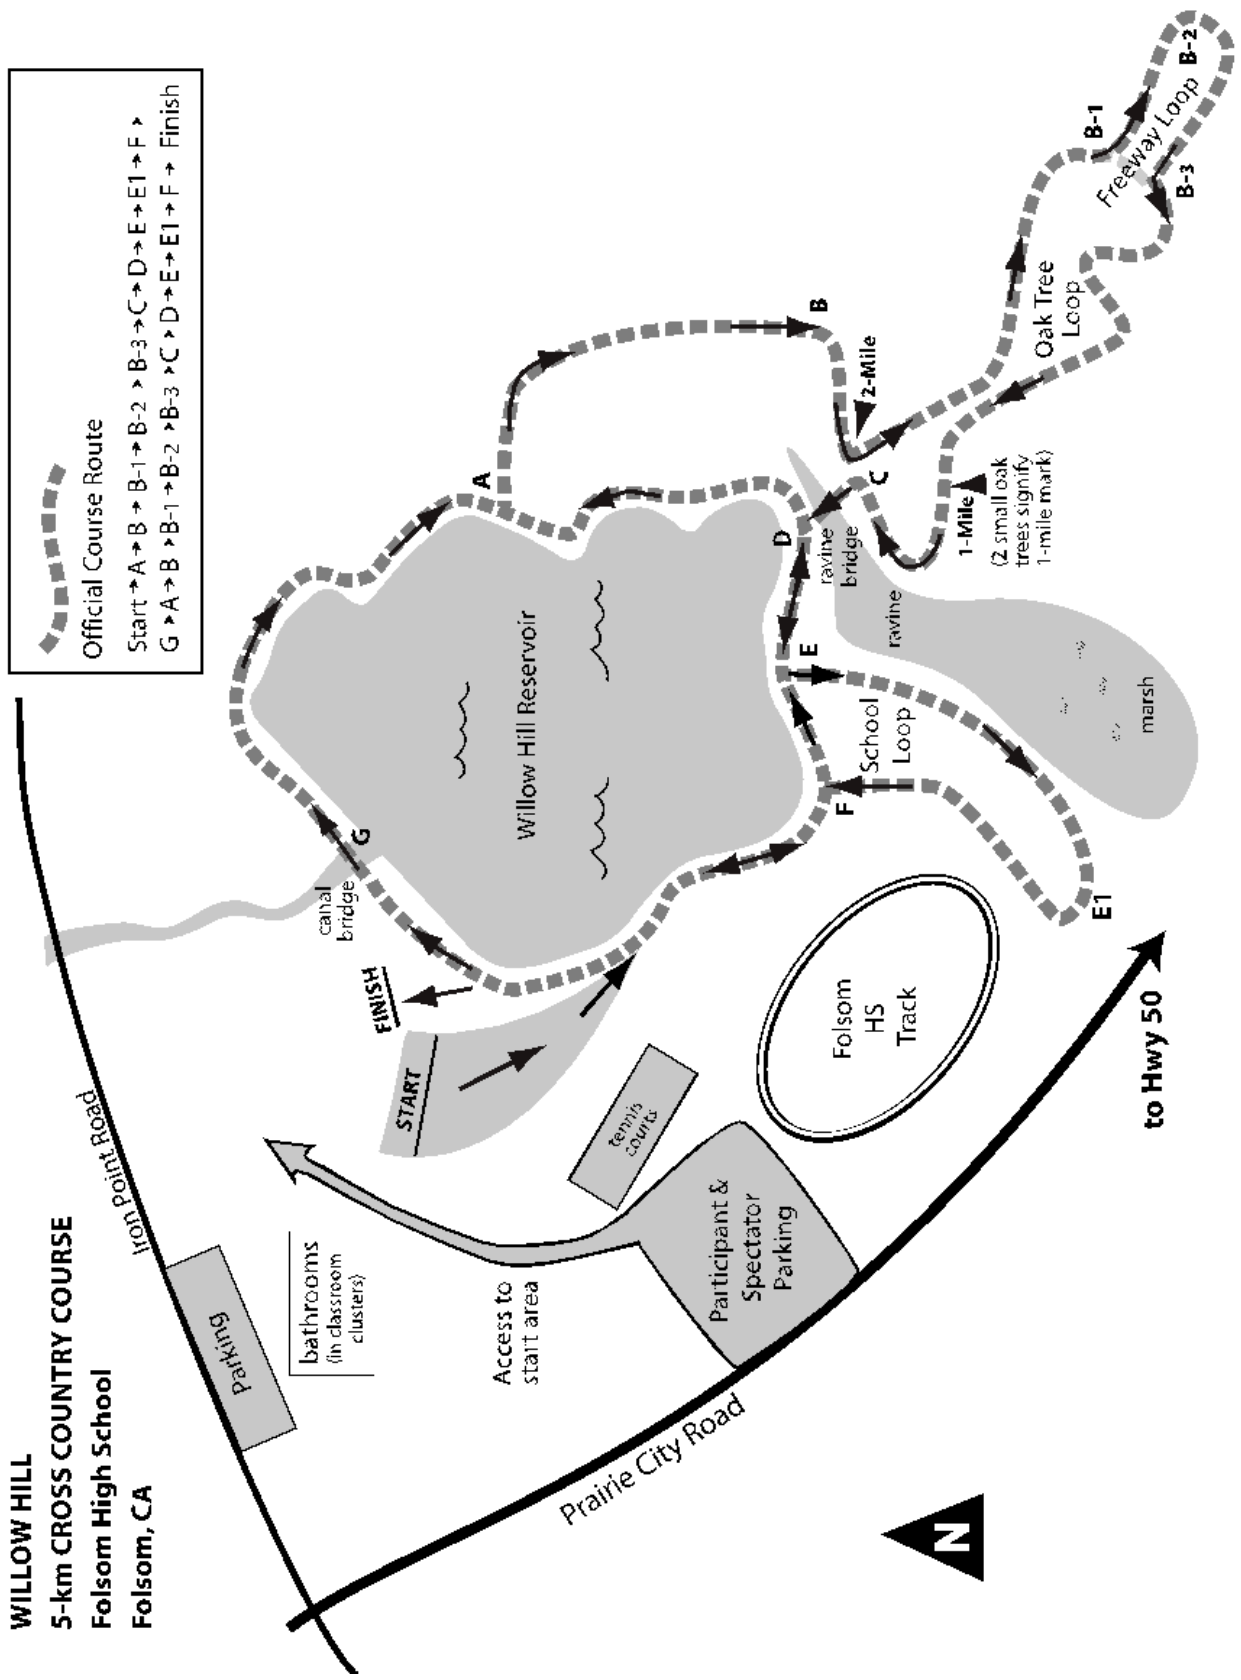 WILLOW HILL
5-km CROSS COUNTRY COURSE
Folsom High School
Folsom, CA
Official Course Route
Start → A → B → B-1 → B-2 > B-3 → C → D → E → E1 → F >
G > A → B > B-1 → B-2 > B-3 > C > D → E → E1 → F → Finish
Iron Point Road
Parking
bathrooms
(in classroom
clusters)
Access to
start area
START
FINISH
canal
bridge
G
A
B
Willow Hill Reservoir
2-Mile
C
D
ravine
bridge
1-Mile
(2 small oak
trees signify
1-mile mark)
Oak Tree
Loop
B-1
Freeway Loop
B-2
B-3
ravine
marsh
E
School
Loop
F
E1
tennis
courts
Folsom
HS
Track
Participant &
Spectator
Parking
Prairie City Road
to Hwy 50
N